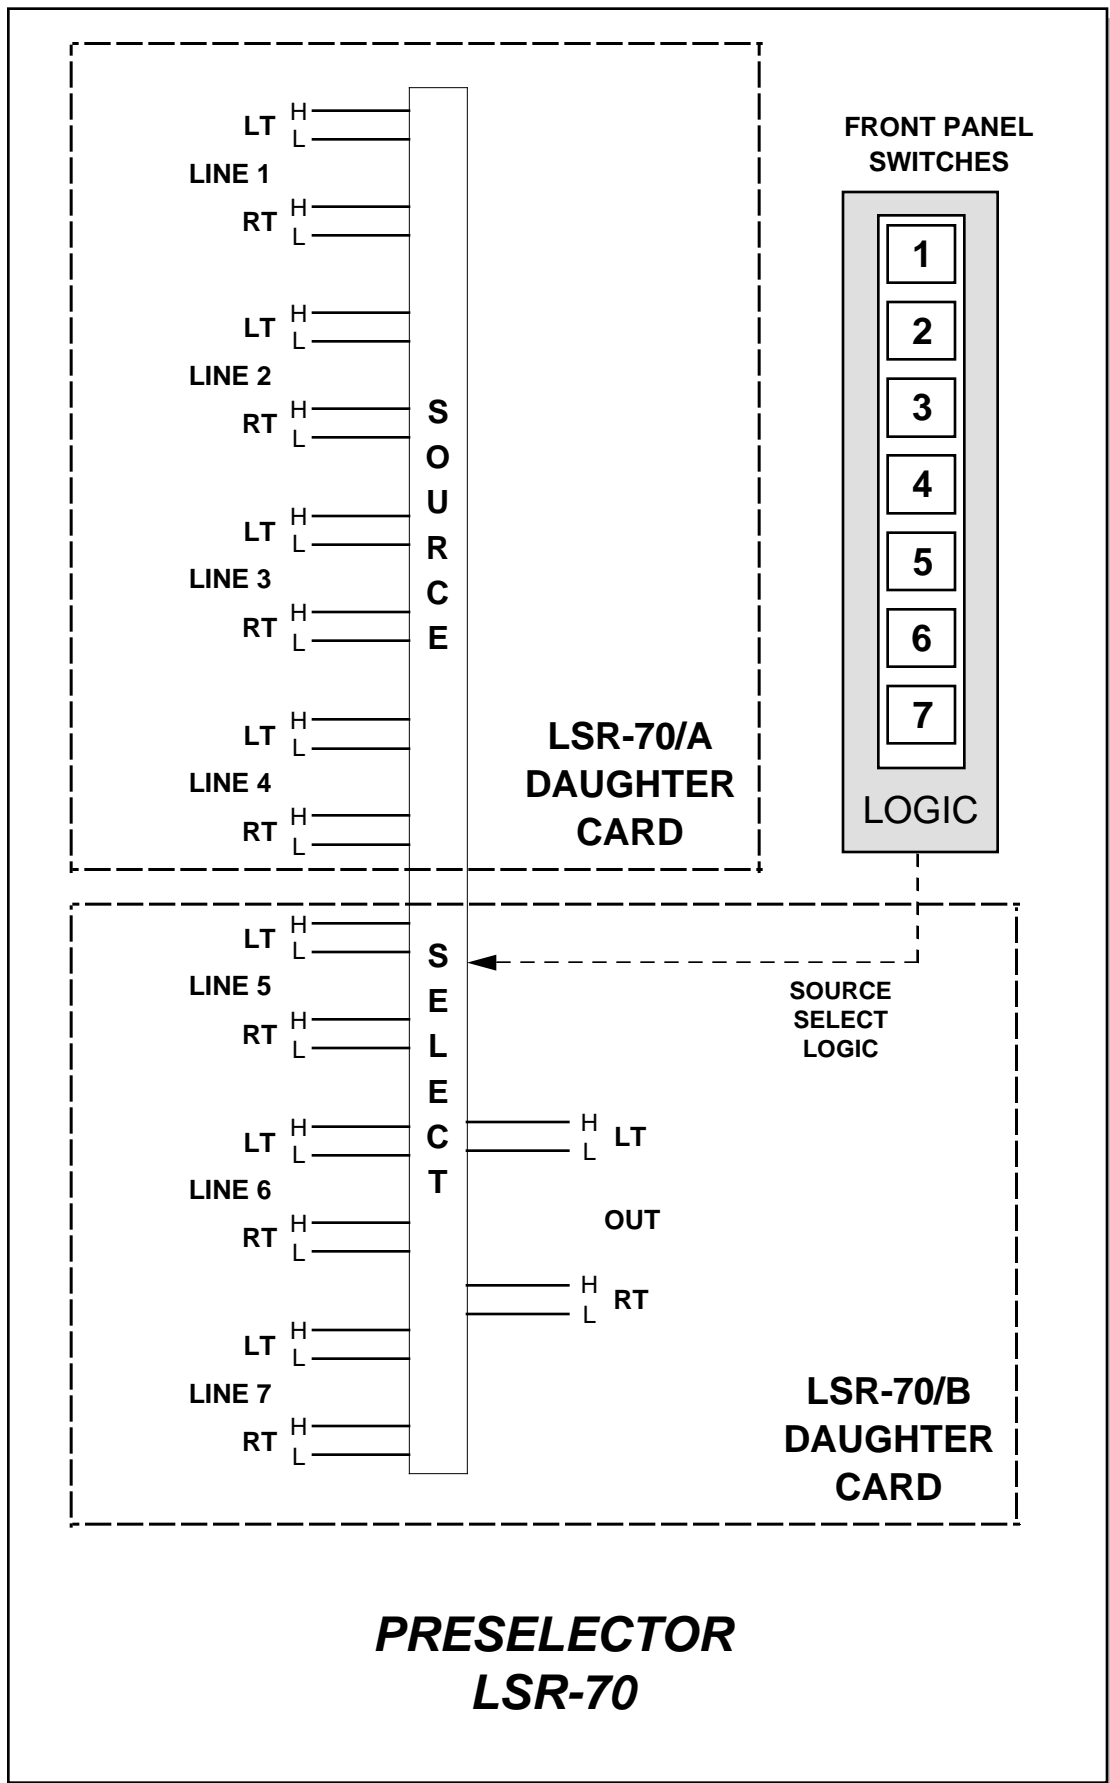 H
LT
L
LINE 1
H
RT
L
H
LT
L
LINE 2
H
RT
L
H
LT
L
LINE 3
H
RT
L
H
LT
L
LINE 4
H
RT
L
SOURCE
LSR-70/A
DAUGHTER
CARD
FRONT PANEL
SWITCHES
1
2
3
4
5
6
7
LOGIC
H
LT
L
LINE 5
H
RT
L
H
LT
L
LINE 6
H
RT
L
H
LT
L
LINE 7
H
RT
L
SELECT
SOURCE
SELECT
LOGIC
H
LT
L
OUT
H
RT
L
LSR-70/B
DAUGHTER
CARD
PRESELECTOR
LSR-70